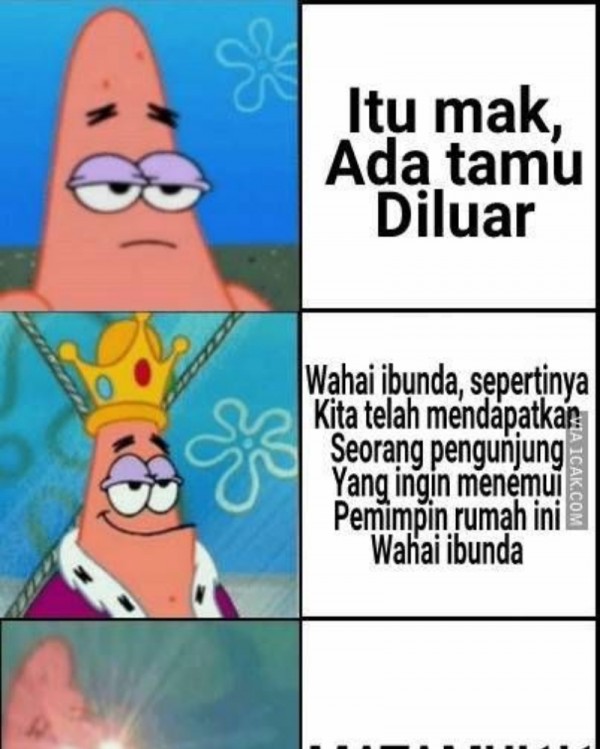 Itu mak,
Ada tamu
Diluar
Wahai ibunda, sepertinya
Kita telah mendapatkan
Seorang pengunjung
Yang ingin menemui
Pemimpin rumah ini
Wahai ibunda
VIA 1CAK.COM